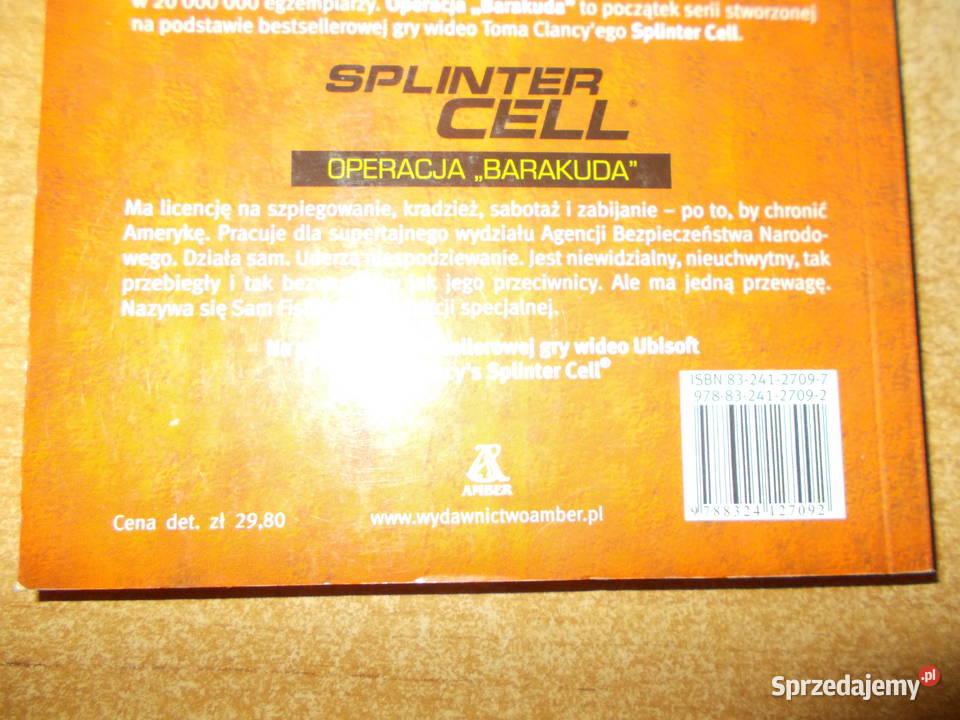 w 20 000 000 egzemplarzy. Operacja „Barakuda” to początek serii stworzonej
na podstawie bestsellerowej gry wideo Toma Clancy'ego Splinter Cell.
SPLINTER
CELL®
OPERACJA „BARAKUDA”
Ma licencję na szpiegowanie, kradzież, sabotaż i zabijanie – po to, by chronić
Amerykę. Pracuje dla supertajnego wydziału Agencji Bezpieczeństwa Narodo-
wego. Działa sam. Uderza niespodziewanie. Jest niewidzialny, nieuchwytny, tak
przebiegły i tak jak jego przeciwnicy. Ale ma jedną przewagę.
Nazywa się Sam specjalnej.
Na gry wideo Ubisoft
Splinter Cell®
ISBN 83-241-2709-7
978-83-241-2709-2
9 788324 127092
AMBER
Cena det. zł 29,80
www.wydawnictwoamber.pl
Sprzedajemy.pl